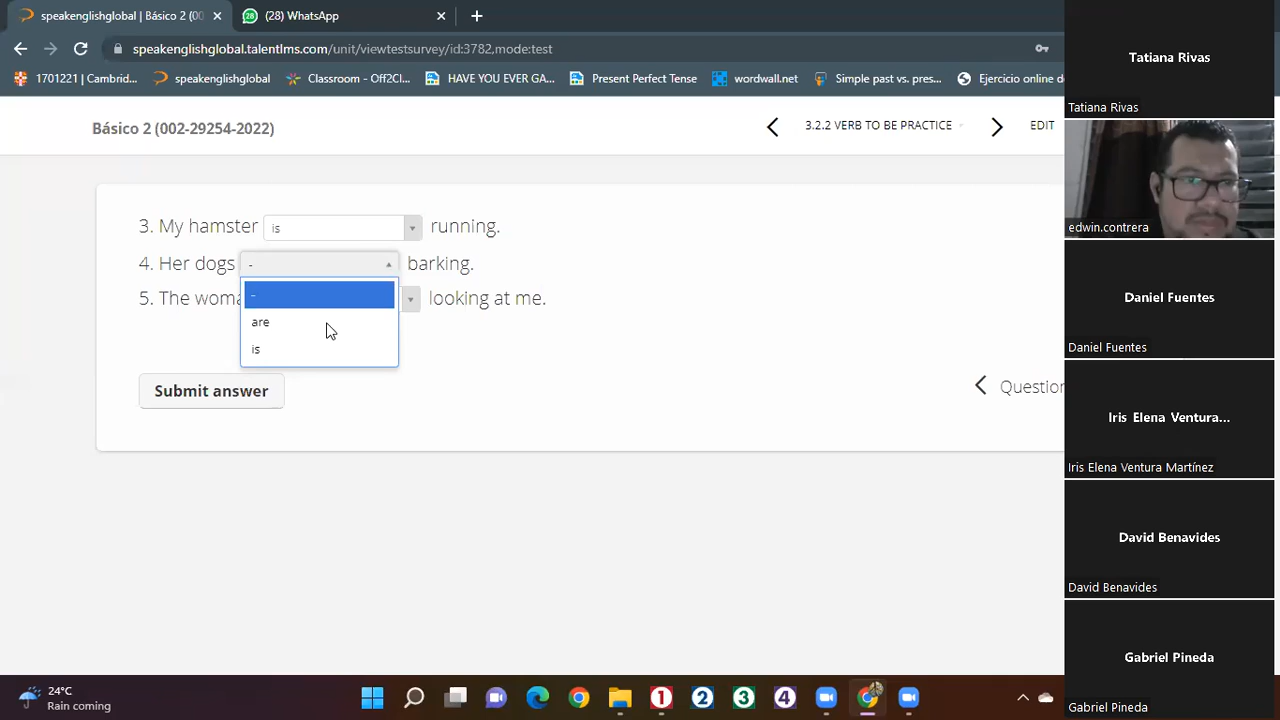 speakenglishglobal | Básico 2 (00
(28) WhatsApp
speakenglishglobal.talentlms.com/unit/viewtestsurvey/id:3782,mode:test
1701221 | Cambrid...
speakenglishglobal
Classroom - Off2Cl...
HAVE YOU EVER GA...
Present Perfect Tense
wordwall.net
Simple past vs. pres...
Ejercicio online d
Básico 2 (002-29254-2022)
3.2.2 VERB TO BE PRACTICE
EDIT
3. My hamster is running.
4. Her dogs - barking.
-
are
is
5. The woma looking at me.
Submit answer
Question
Tatiana Rivas
Tatiana Rivas
edwin.contrera
Daniel Fuentes
Daniel Fuentes
Iris Elena Ventura...
Iris Elena Ventura Martínez
David Benavides
David Benavides
Gabriel Pineda
Gabriel Pineda
24°C
Rain coming
1
2
3
4